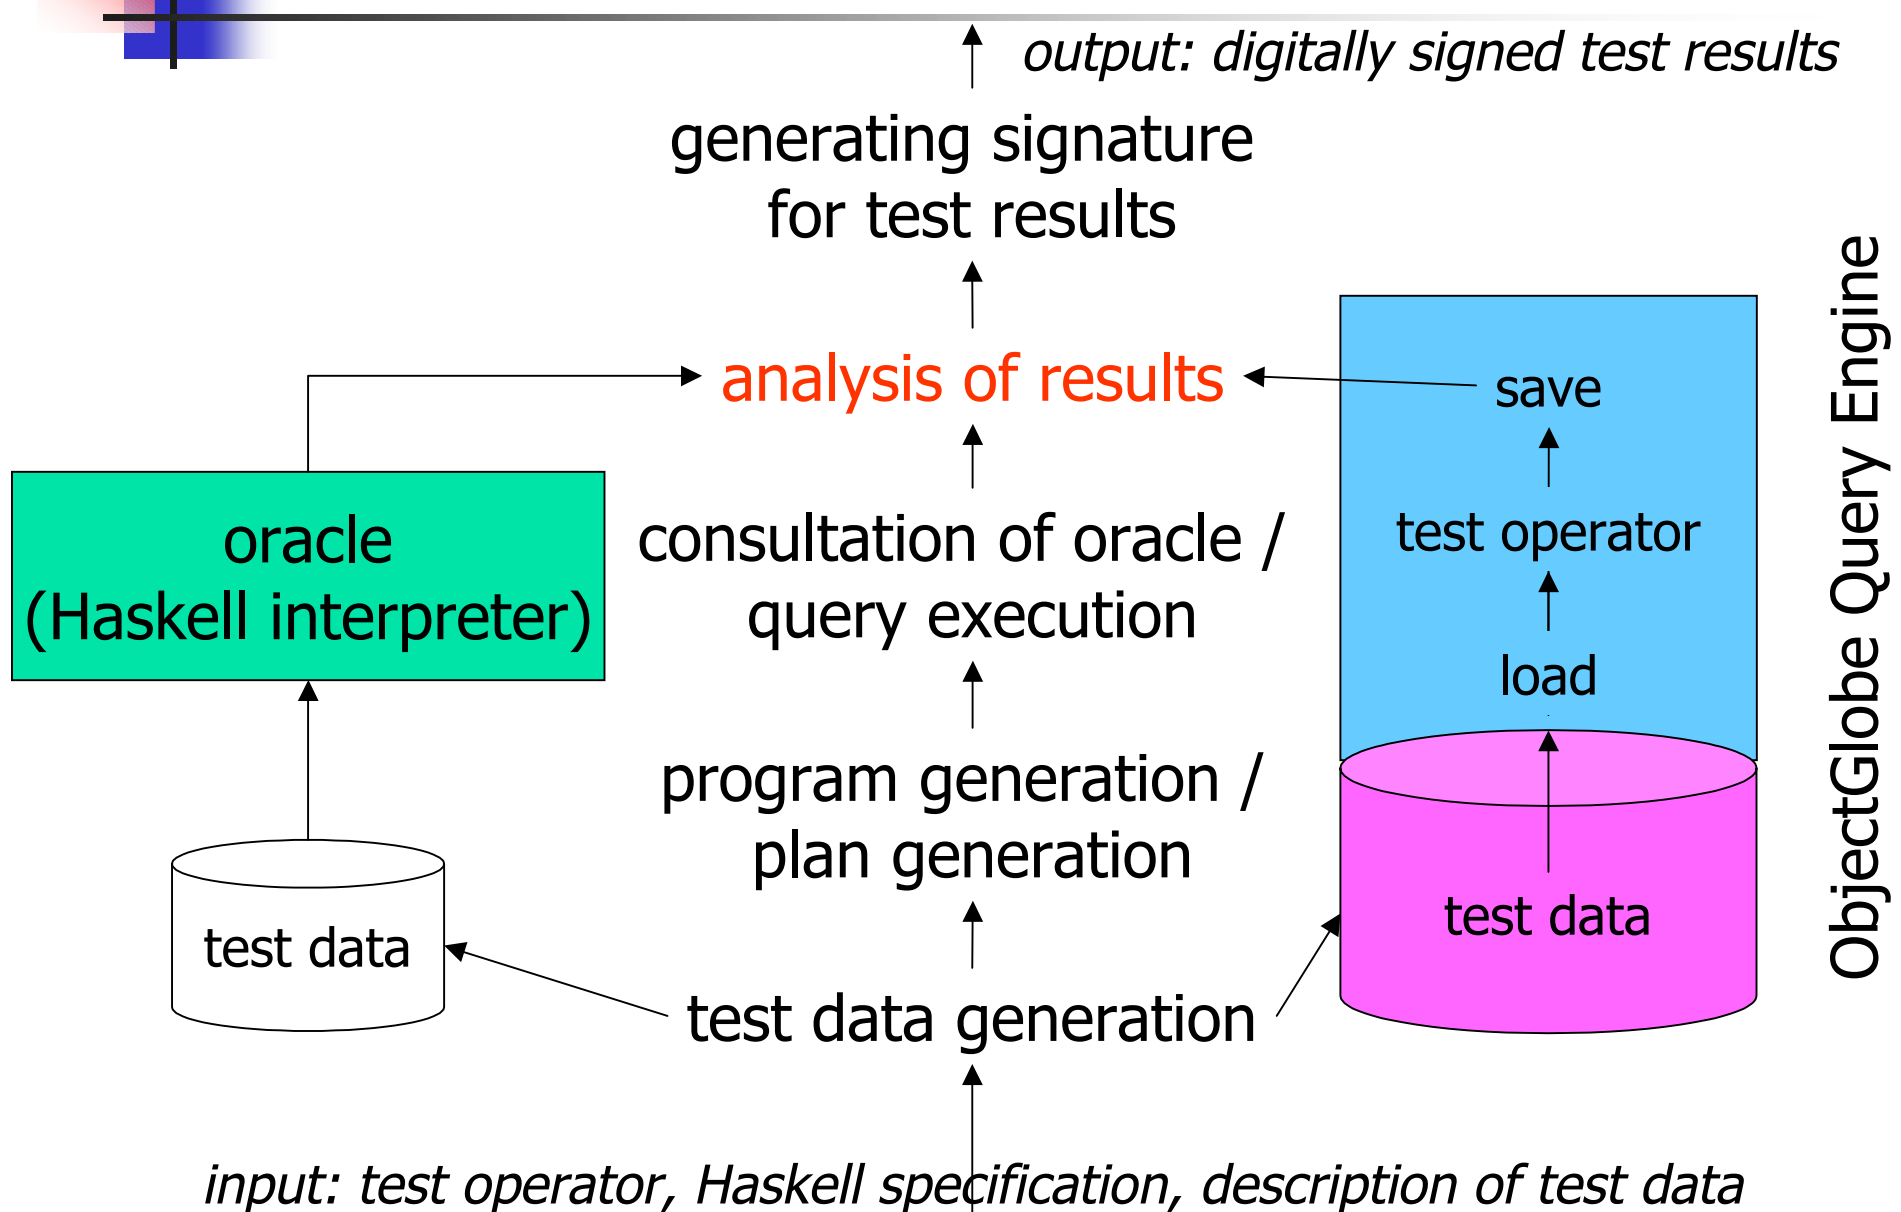 output: digitally signed test results
generating signature
for test results
analysis of results
save
oracle
(Haskell interpreter)
consultation of oracle /
query execution
test operator
load
program generation /
plan generation
test data
test data
test data generation
ObjectGlobe Query Engine
input: test operator, Haskell specification, description of test data